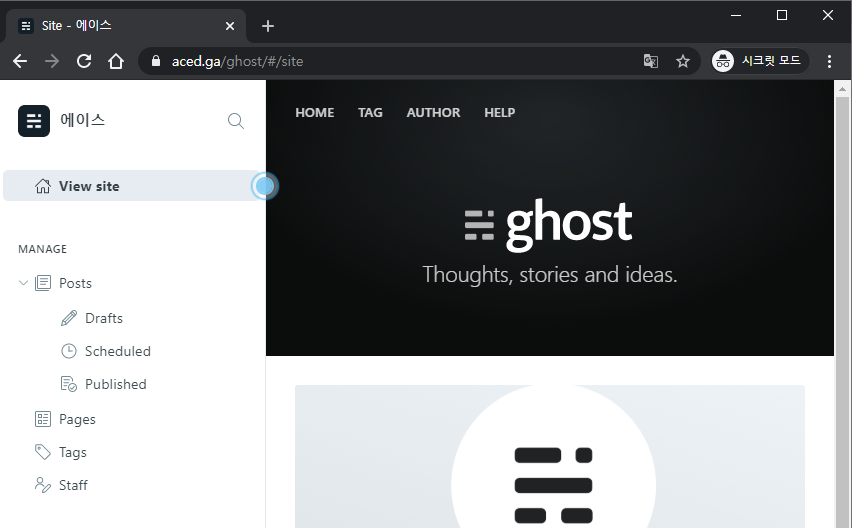 Site - 에이스
aced.ga/ghost/#/site
시크릿 모드
에이스
View site
MANAGE
Posts
Drafts
Scheduled
Published
Pages
Tags
Staff
HOME TAG AUTHOR HELP
ghost
Thoughts, stories and ideas.